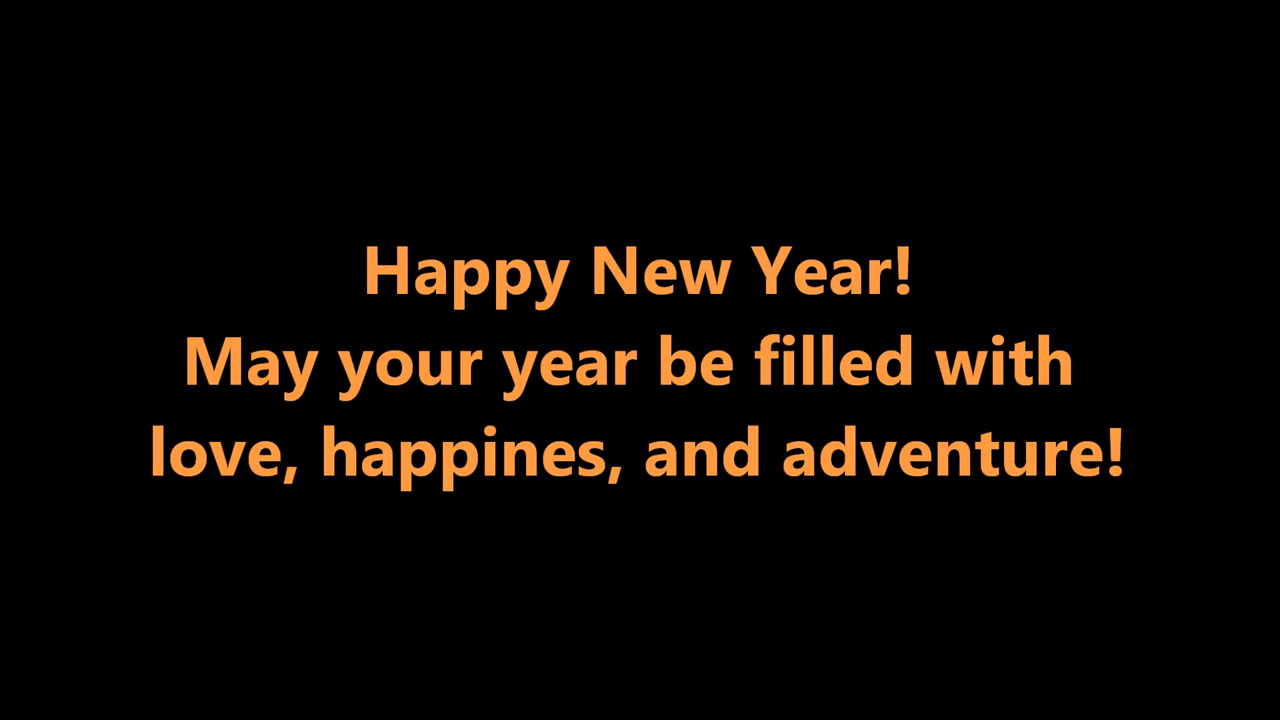 Happy New Year!
May your year be filled with
love, happines, and adventure!